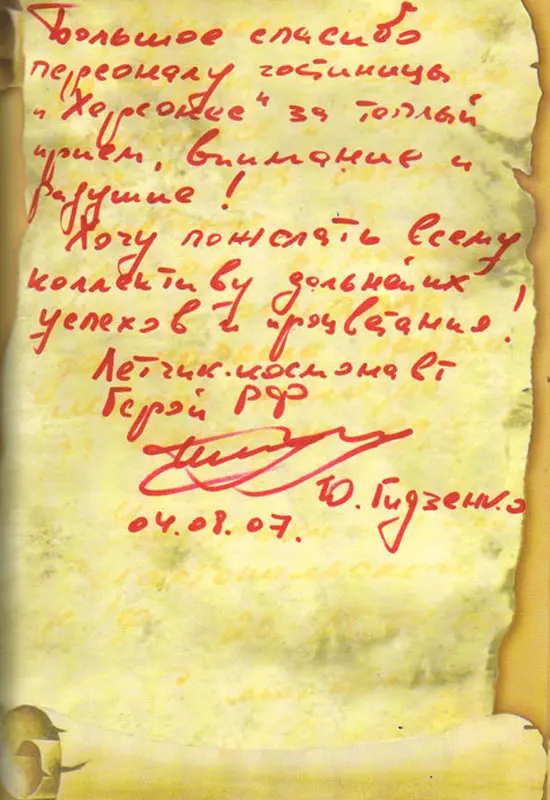 Большое спасибо
персоналу гостиницы
"Херсонес" за теплый
прием, внимание и
радушие!
Хочу пожелать всему
коллективу дальнейших
успехов и процветания!
Летчик-космонавт
Герой РФ
Ю. Гидзенко
04.08.07.